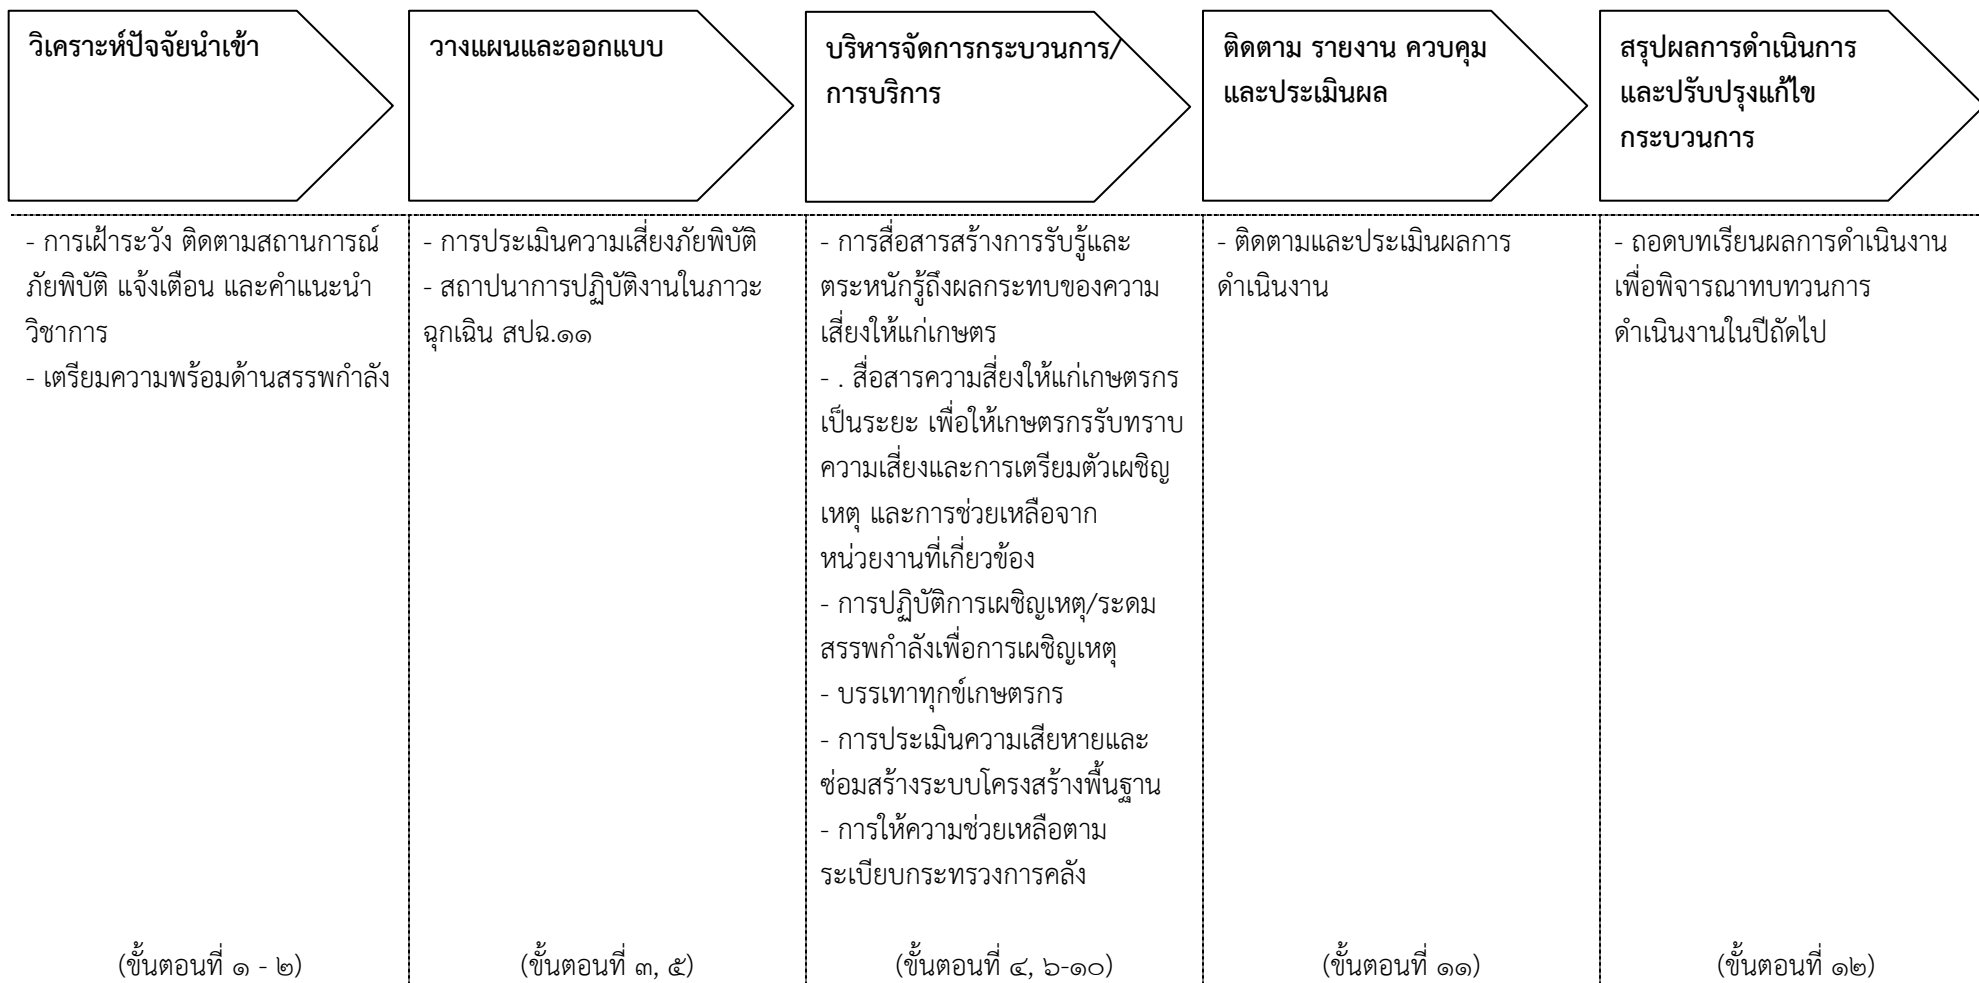 วิเคราะห์ปัจจัยนำเข้า
วางแผนและออกแบบ
บริหารจัดการกระบวนการ/
การบริการ
ติดตาม รายงาน ควบคุม
และประเมินผล
สรุปผลการดำเนินการ
และปรับปรุงแก้ไข
กระบวนการ
- การเฝ้าระวัง ติดตามสถานการณ์
ภัยพิบัติ แจ้งเตือน และคำแนะนำ
วิชาการ
- เตรียมความพร้อมด้านสรรพกำลัง
(ขั้นตอนที่ ๑ - ๒)
- การประเมินความเสี่ยงภัยพิบัติ
- สถาปนาการปฏิบัติงานในภาวะ
ฉุกเฉิน สปฉ.๑๑
(ขั้นตอนที่ ๓, ๕)
- การสื่อสารสร้างการรับรู้และ
ตระหนักรู้ถึงผลกระทบของความ
เสี่ยงให้แก่เกษตร
- . สื่อสารความสี่ยงให้แก่เกษตรกร
เป็นระยะ เพื่อให้เกษตรกรรับทราบ
ความเสี่ยงและการเตรียมตัวเผชิญ
เหตุ และการช่วยเหลือจาก
หน่วยงานที่เกี่ยวข้อง
- การปฏิบัติการเผชิญเหตุ/ระดม
สรรพกำลังเพื่อการเผชิญเหตุ
- บรรเทาทุกข์เกษตรกร
- การประเมินความเสียหายและ
ซ่อมสร้างระบบโครงสร้างพื้นฐาน
- การให้ความช่วยเหลือตาม
ระเบียบกระทรวงการคลัง
(ขั้นตอนที่ ๔, ๖-๑๐)
- ติดตามและประเมินผลการ
ดำเนินงาน
(ขั้นตอนที่ ๑๑)
- ถอดบทเรียนผลการดำเนินงาน
เพื่อพิจารณาทบทวนการ
ดำเนินงานในปีถัดไป
(ขั้นตอนที่ ๑๒)